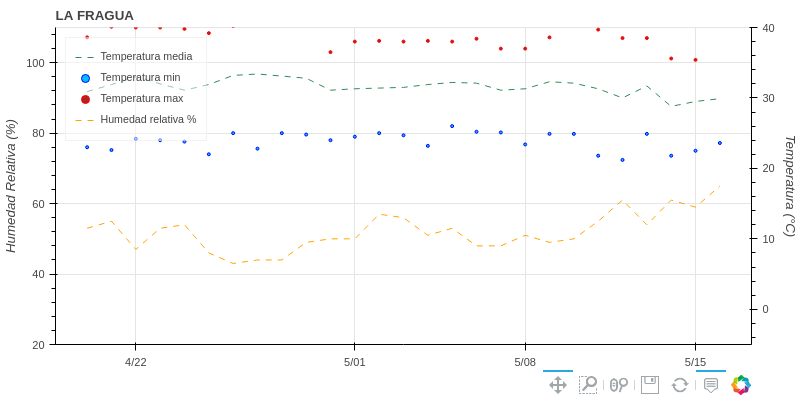 LA FRAGUA
Temperatura media
Temperatura min
Temperatura max
Humedad relativa %
Humedad Relativa (%)
100
80
60
40
20
Temperatura (°C)
40
30
20
10
0
4/22
5/01
5/08
5/15